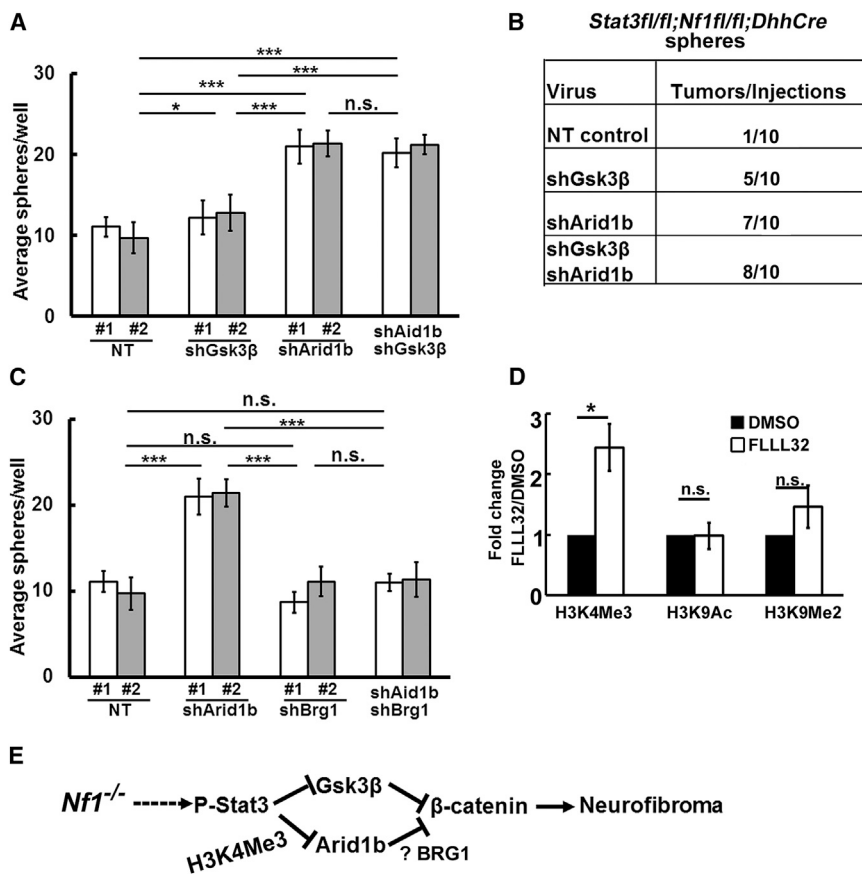 A
***
***
***
n.s.
*
***
30
20
10
0
Average spheres/well
#1 #2 #1 #2 #1 #2 shAid1b
NT shGsk3β shArid1b shGsk3β
B
Stat3fl/fl;Nf1fl/fl;DhhCre
spheres
Virus Tumors/Injections
NT control 1/10
shGsk3β 5/10
shArid1b 7/10
shGsk3β
shArid1b 8/10
C
n.s.
***
n.s.
***
***
n.s.
30
20
10
0
Average spheres/well
#1 #2 #1 #2 #1 #2 shAid1b
NT shArid1b shBrg1 shBrg1
D
3
2
1
0
Fold change
FLLL32/DMSO
*
n.s.
n.s.
DMSO
FLLL32
H3K4Me3 H3K9Ac H3K9Me2
E
Nf1-/- P-Stat3 Gsk3β β-catenin Neurofibroma
H3K4Me3 Arid1b ? BRG1